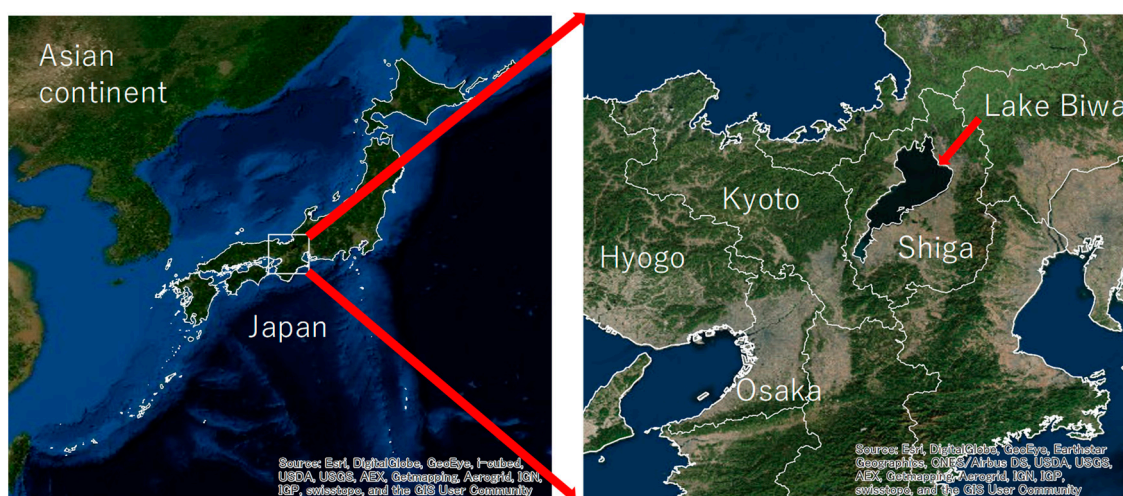 Asian
continent
Japan
Source: Esri, DigitalGlobe, GeoEye, i-cubed,
USDA, USGS, AEX, Getmapping, Aerogrid, IGN,
IGP, swisstopo, and the GIS User Community
Lake Biwa
Kyoto
Shiga
Hyogo
Osaka
Source: Esri, DigitalGlobe, GeoEye, Earthstar
Geographics, CNES/Airbus DS, USDA, USGS,
AEX, Getmapping, Aerogrid, IGN, IGP,
swisstopo, and the GIS User Community